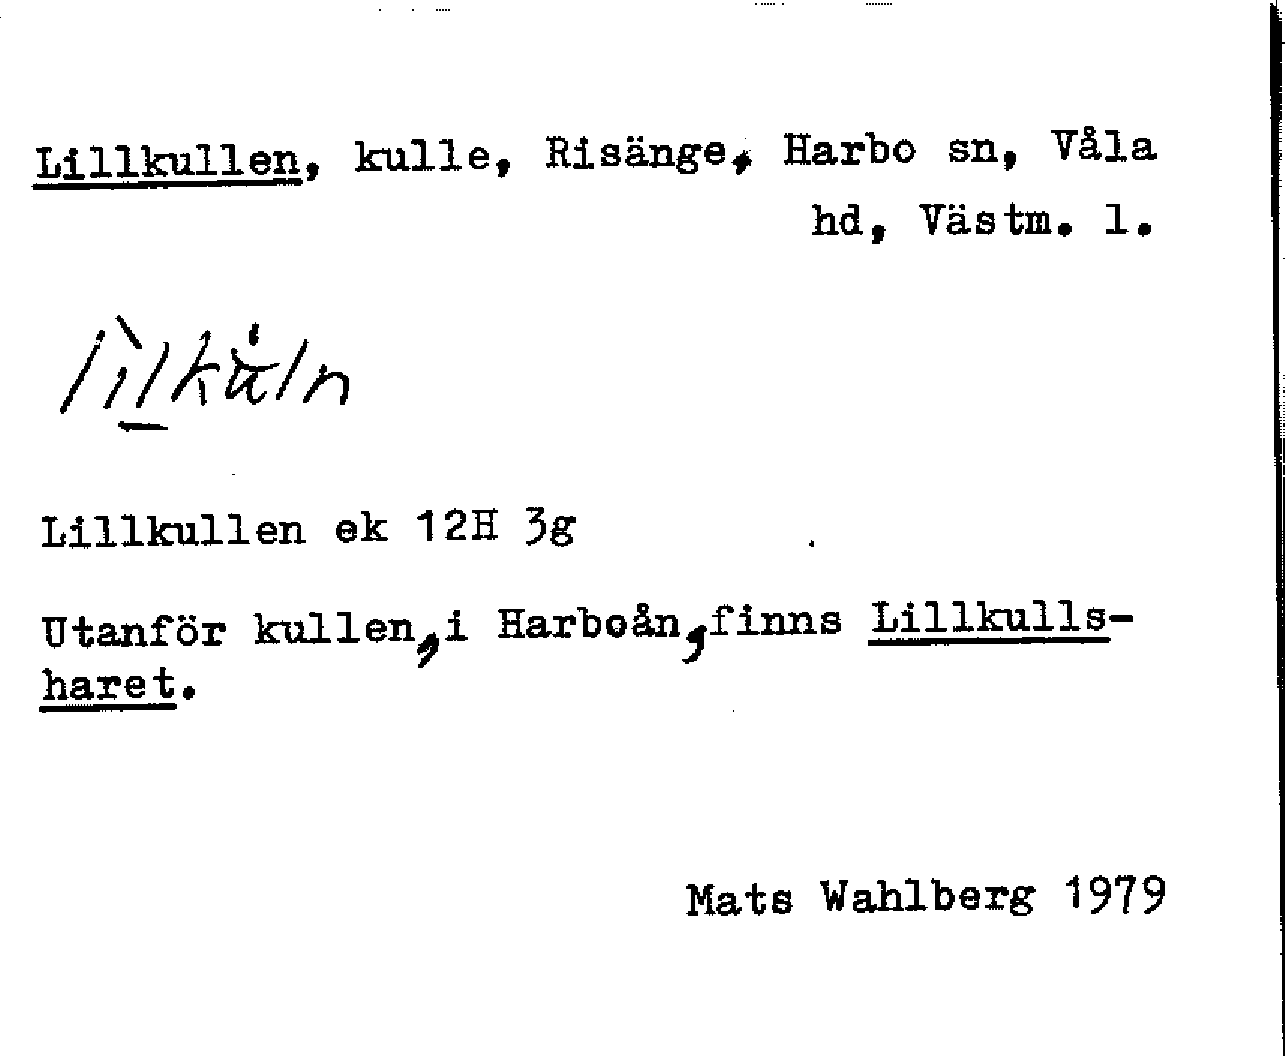 Lillkullen, kulle, Risänge, Harbo sn, Våla
hd, Västm. l.
Lillkullen ek 12H 3g
Utanför kullen, i Harboån, finns Lillkulls-
haret.
Mats Wahlberg 1979